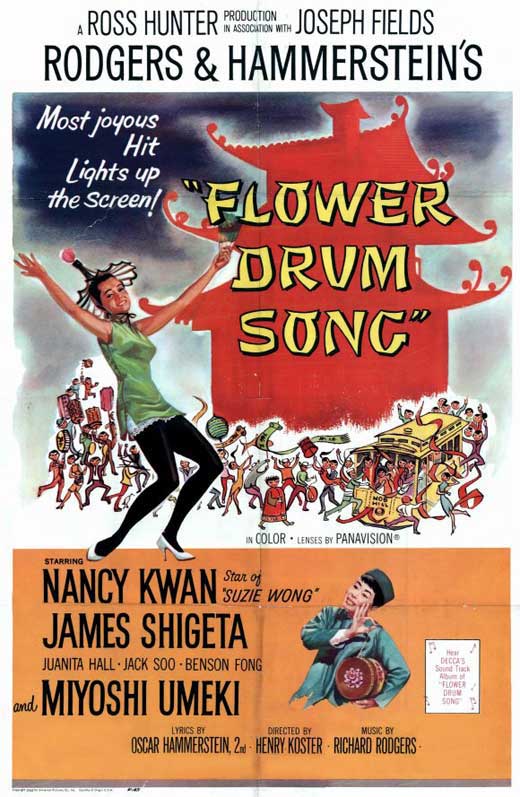 A ROSS HUNTER PRODUCTION IN ASSOCIATION WITH JOSEPH FIELDS
RODGERS & HAMMERSTEIN'S
Most joyous
Hit
Lights up
the Screen!
"FLOWER
DRUM
SONG"
NOB HILL
IN COLOR · LENSES BY PANAVISION®
STARRING
NANCY KWAN Star of "SUZIE WONG"
JAMES SHIGETA
JUANITA HALL · JACK SOO · BENSON FONG
and MIYOSHI UMEKI
Hear
DECCA'S
Sound Track
Album of
"FLOWER
DRUM
SONG"
LYRICS BY OSCAR HAMMERSTEIN, 2nd · DIRECTED BY HENRY KOSTER · MUSIC BY RICHARD RODGERS ·